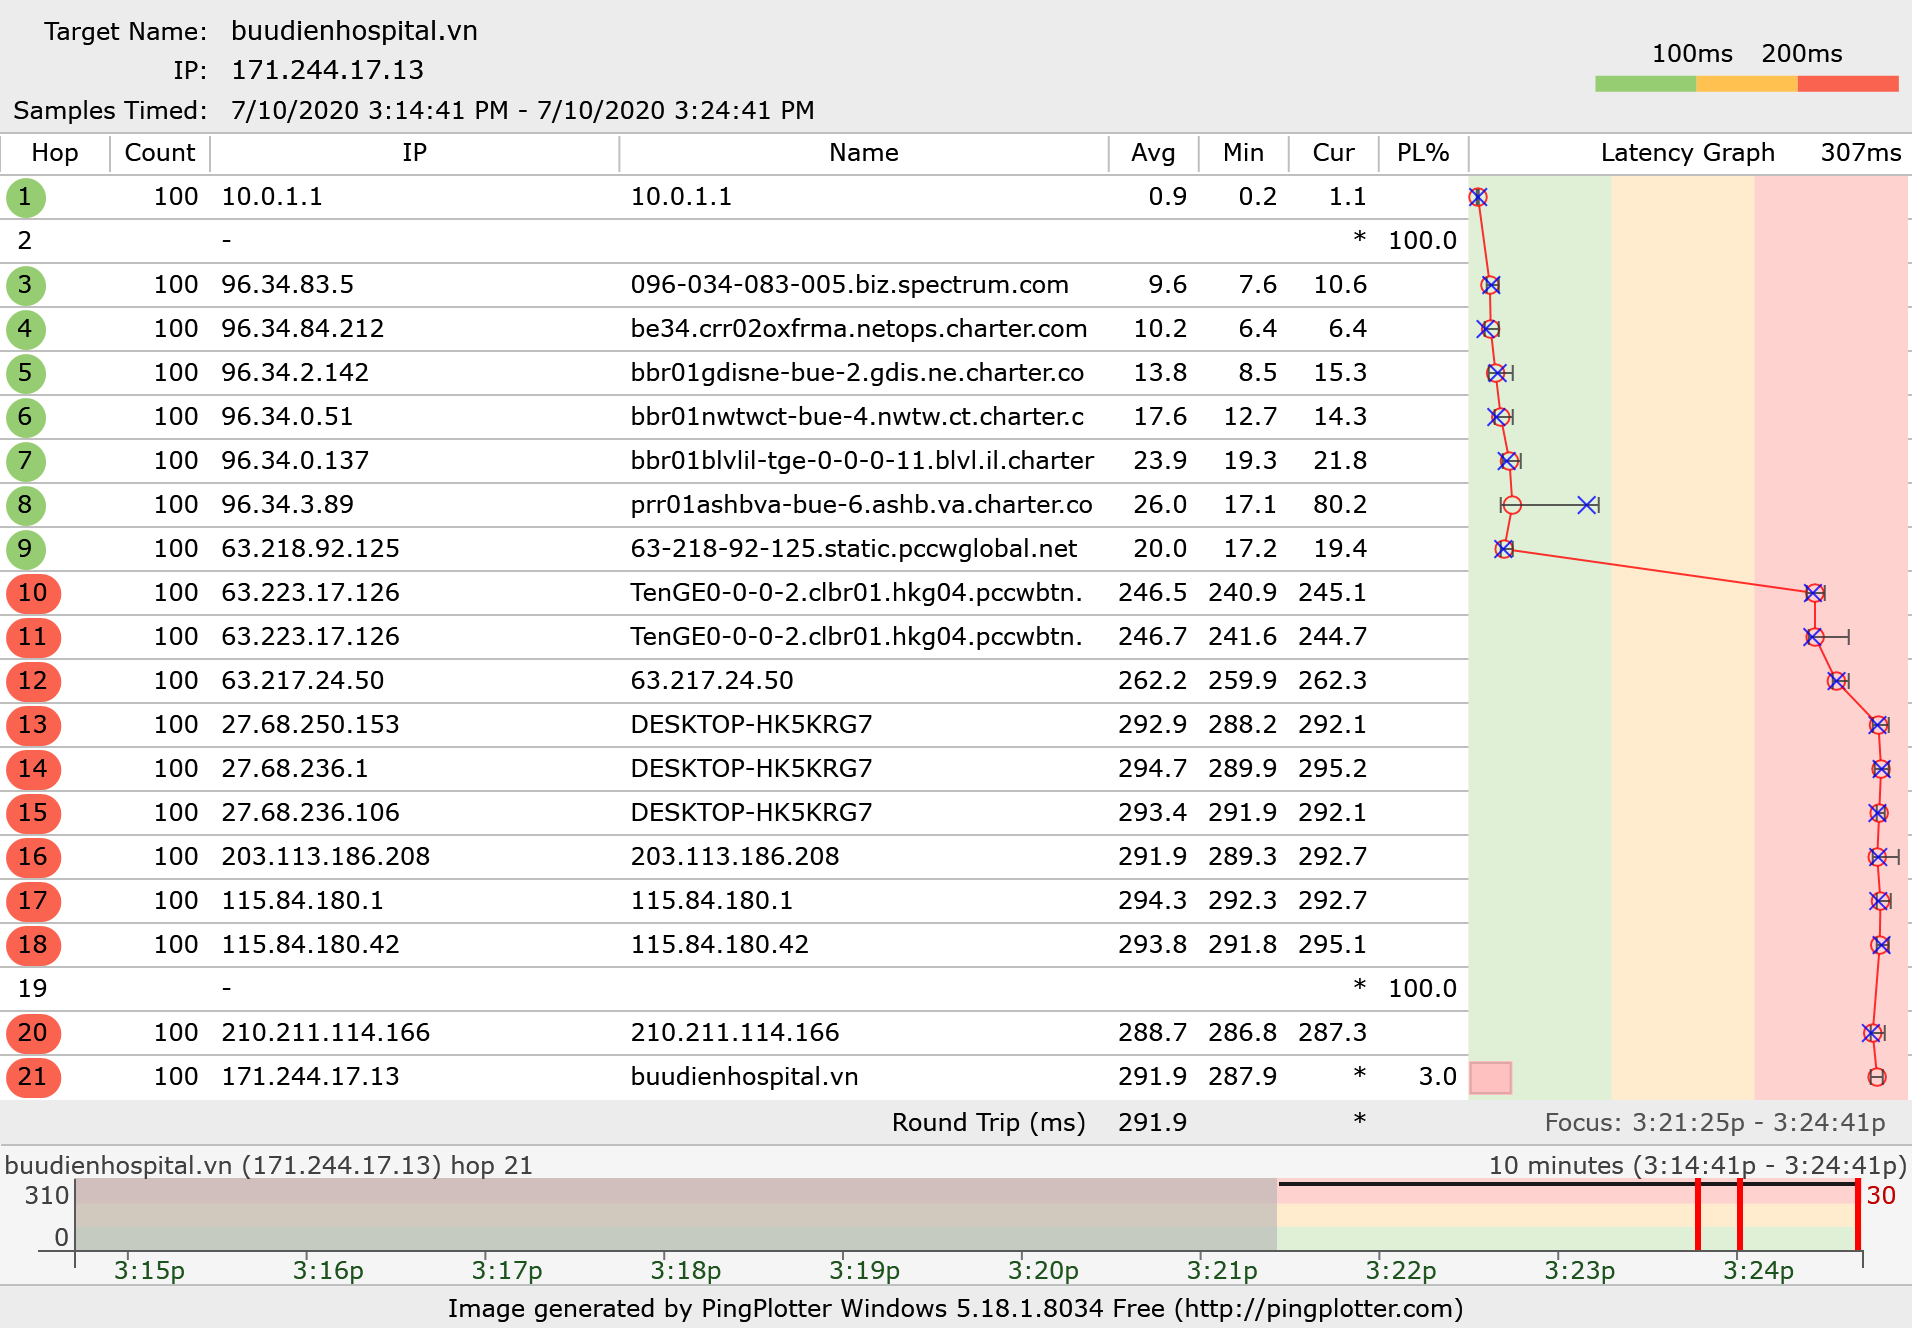 Target Name: buudienhospital.vn
IP: 171.244.17.13
Samples Timed: 7/10/2020 3:14:41 PM - 7/10/2020 3:24:41 PM
100ms 200ms
Hop Count IP Name Avg Min Cur PL% Latency Graph 307ms
1 100 10.0.1.1 10.0.1.1 0.9 0.2 1.1
2 - * 100.0
3 100 96.34.83.5 096-034-083-005.biz.spectrum.com 9.6 7.6 10.6
4 100 96.34.84.212 be34.crr02oxfrma.netops.charter.com 10.2 6.4 6.4
5 100 96.34.2.142 bbr01gdisne-bue-2.gdis.ne.charter.co 13.8 8.5 15.3
6 100 96.34.0.51 bbr01nwtwct-bue-4.nwtw.ct.charter.c 17.6 12.7 14.3
7 100 96.34.0.137 bbr01blvlil-tge-0-0-0-11.blvl.il.charter 23.9 19.3 21.8
8 100 96.34.3.89 prr01ashbva-bue-6.ashb.va.charter.co 26.0 17.1 80.2
9 100 63.218.92.125 63-218-92-125.static.pccwglobal.net 20.0 17.2 19.4
10 100 63.223.17.126 TenGE0-0-0-2.clbr01.hkg04.pccwbtn. 246.5 240.9 245.1
11 100 63.223.17.126 TenGE0-0-0-2.clbr01.hkg04.pccwbtn. 246.7 241.6 244.7
12 100 63.217.24.50 63.217.24.50 262.2 259.9 262.3
13 100 27.68.250.153 DESKTOP-HK5KRG7 292.9 288.2 292.1
14 100 27.68.236.1 DESKTOP-HK5KRG7 294.7 289.9 295.2
15 100 27.68.236.106 DESKTOP-HK5KRG7 293.4 291.9 292.1
16 100 203.113.186.208 203.113.186.208 291.9 289.3 292.7
17 100 115.84.180.1 115.84.180.1 294.3 292.3 292.7
18 100 115.84.180.42 115.84.180.42 293.8 291.8 295.1
19 - * 100.0
20 100 210.211.114.166 210.211.114.166 288.7 286.8 287.3
21 100 171.244.17.13 buudienhospital.vn 291.9 287.9 * 3.0
Round Trip (ms) 291.9 * Focus: 3:21:25p - 3:24:41p
buudienhospital.vn (171.244.17.13) hop 21 10 minutes (3:14:41p - 3:24:41p)
310 30
0
3:15p 3:16p 3:17p 3:18p 3:19p 3:20p 3:21p 3:22p 3:23p 3:24p
Image generated by PingPlotter Windows 5.18.1.8034 Free (http://pingplotter.com)